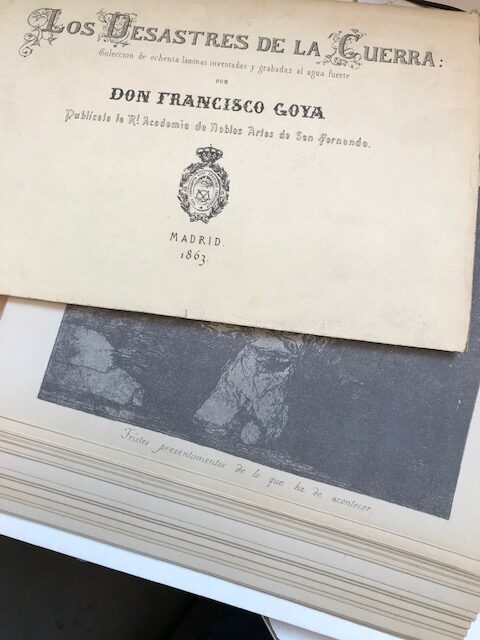 Los Desastres de la Guerra:
Coleccion de ochenta láminas inventadas y grabadas al agua fuerte
POR
DON FRANCISCO GOYA
Publícala la Rl. Academia de Nobles Artes de San Fernando.
MADRID.
1863.
Tristes presentimientos de lo que ha de acontecer.